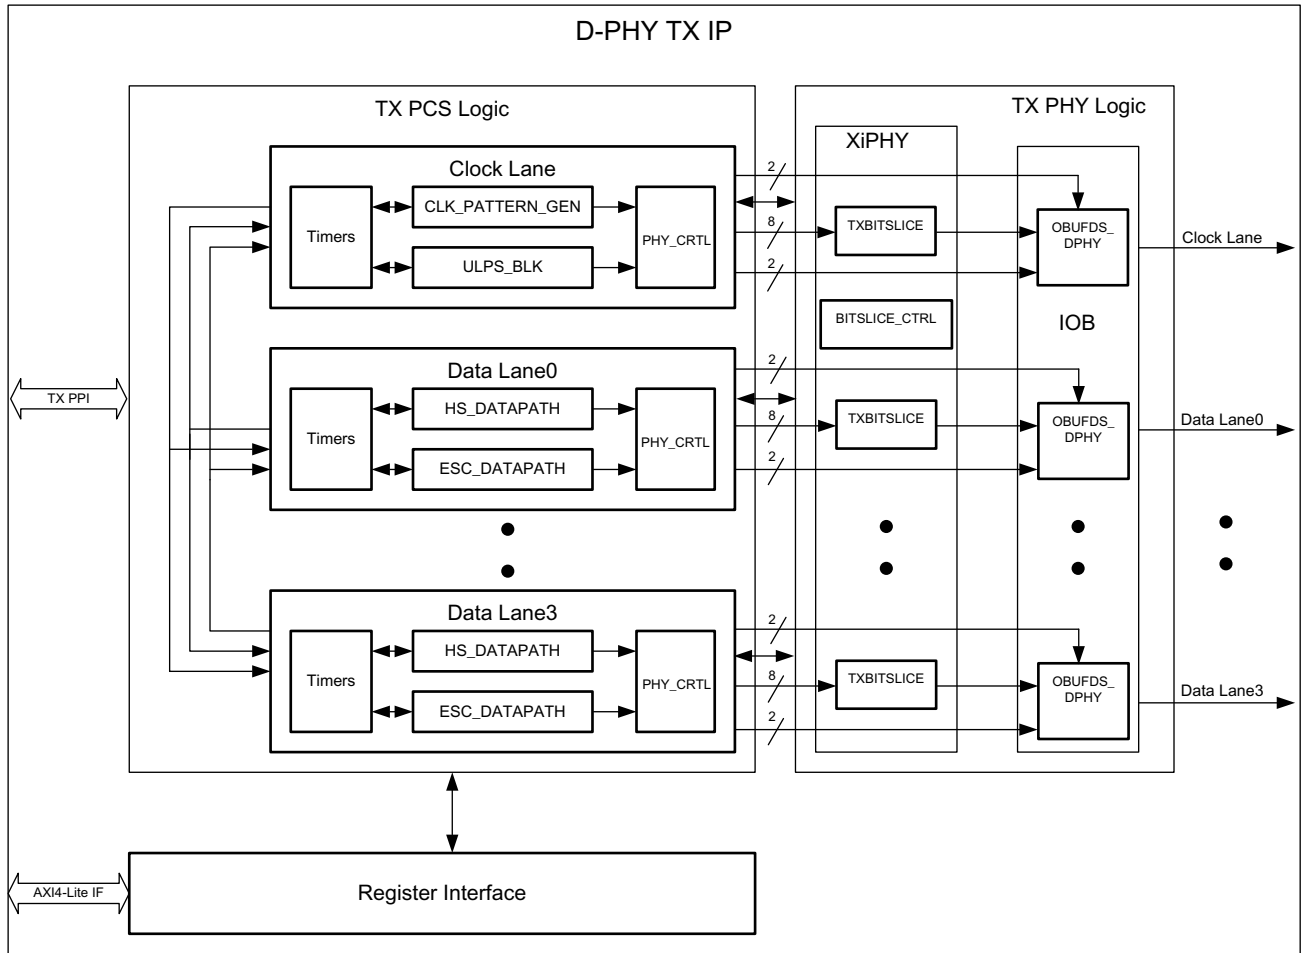 D-PHY TX IP
TX PCS Logic
TX PHY Logic
XiPHY
Clock Lane
Timers
CLK_PATTERN_GEN
ULPS_BLK
PHY_CRTL
2
8
2
TXBITSLICE
OBUFDS_
DPHY
Clock Lane
BITSLICE_CTRL
IOB
TX PPI
Data Lane0
Timers
HS_DATAPATH
ESC_DATAPATH
PHY_CRTL
2
8
2
TXBITSLICE
OBUFDS_
DPHY
Data Lane0
Data Lane3
Timers
HS_DATAPATH
ESC_DATAPATH
PHY_CRTL
2
8
2
TXBITSLICE
OBUFDS_
DPHY
Data Lane3
AXI4-Lite IF
Register Interface